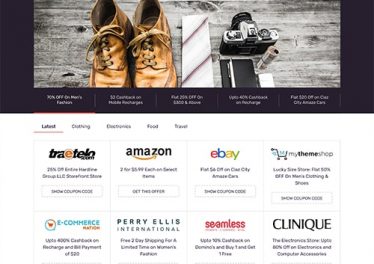 70% OFF On Men's
Fashion
$2 Cashback on
Mobile Recharges
Flat 25% OFF On
$300 & Above
Upto 40% Cashback
on Recharge
Flat $20 Off on Ciaz
City Amaze Cars
Latest
Clothing
Electronics
Food
Travel
traetelo.com
amazon
ebay
mythemeshop
25% Off Entire Hardline
Group LLC Storefront Store
2 for $5.99 Each on Select
Items
Flat $6 Off on Ciaz City
Amaze Cars
Lucky Size Store: Flat 50%
OFF On Men's Clothing &
Shoes
SHOW COUPON CODE
GET THIS OFFER
SHOW COUPON CODE
SHOW COUPON CODE
E-COMMERCE
NATION
PERRY ELLIS
INTERNATIONAL
seamless
CLINIQUE
Upto 400% Cashback on
Recharge and Bill Payment
of $20
Free 2 Day Shipping For A
Limited Time on Women's
Fashion
Upto 10% Cashback on
Domino's and Buy 1 and Get
1 Free
The Electronics Store: Upto
80% OFF on Electronics and
Computer Accessories